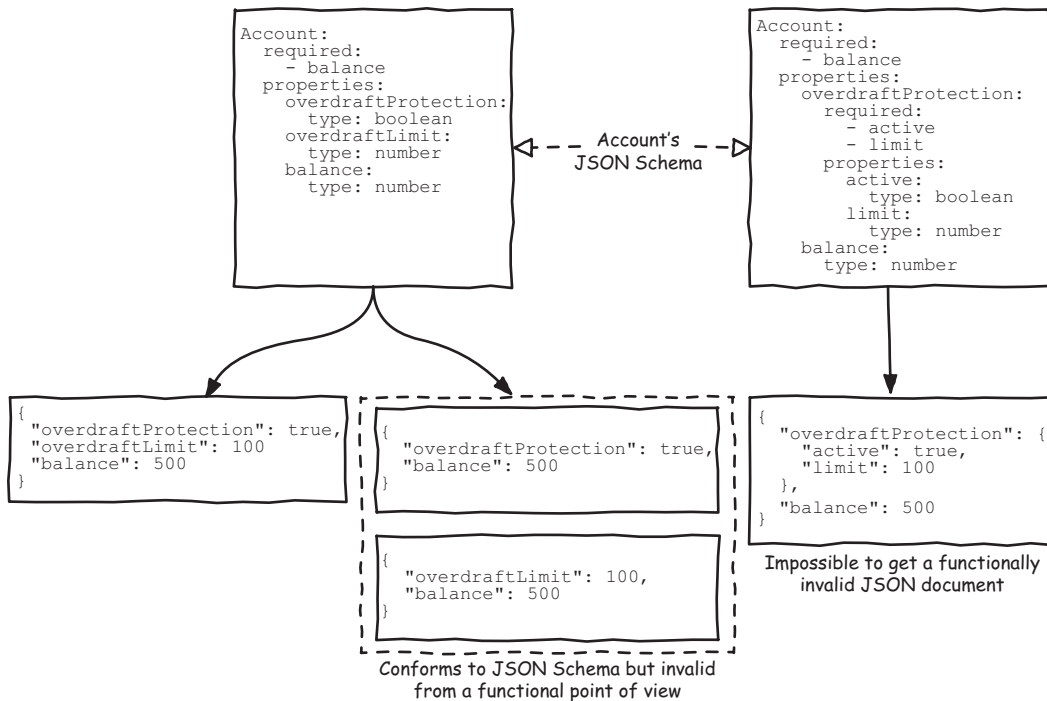 Account:
  required:
    - balance
  properties:
    overdraftProtection:
      type: boolean
    overdraftLimit:
      type: number
    balance:
      type: number
Account's
JSON Schema
Account:
  required:
    - balance
  properties:
    overdraftProtection:
      required:
        - active
        - limit
      properties:
        active:
          type: boolean
        limit:
          type: number
    balance:
      type: number
{
 "overdraftProtection": true,
 "overdraftLimit": 100
 "balance": 500
}
{
  "overdraftProtection": true,
  "balance": 500
}
{
  "overdraftLimit": 100,
  "balance": 500
}
Conforms to JSON Schema but invalid
from a functional point of view
{
  "overdraftProtection": {
    "active": true,
    "limit": 100
  },
  "balance": 500
}
Impossible to get a functionally
invalid JSON document